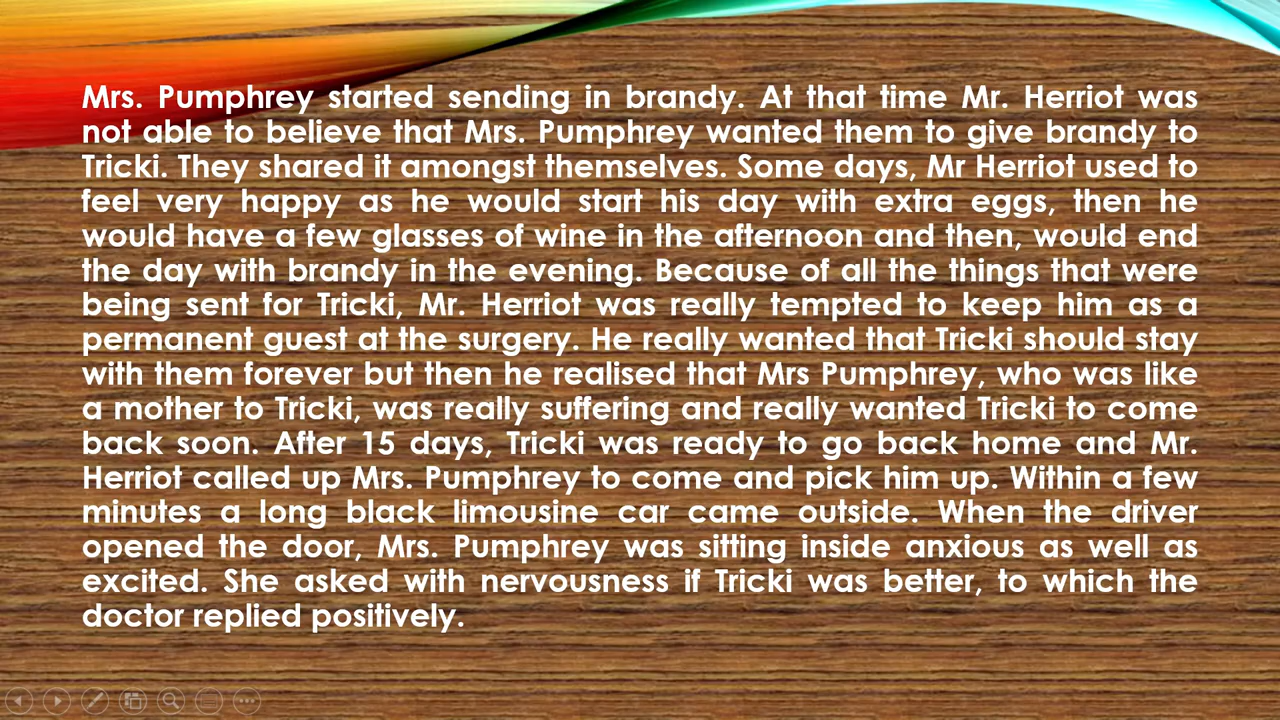 Mrs. Pumphrey started sending in brandy. At that time Mr. Herriot was
not able to believe that Mrs. Pumphrey wanted them to give brandy to
Tricki. They shared it amongst themselves. Some days, Mr Herriot used to
feel very happy as he would start his day with extra eggs, then he
would have a few glasses of wine in the afternoon and then, would end
the day with brandy in the evening. Because of all the things that were
being sent for Tricki, Mr. Herriot was really tempted to keep him as a
permanent guest at the surgery. He really wanted that Tricki should stay
with them forever but then he realised that Mrs Pumphrey, who was like
a mother to Tricki, was really suffering and really wanted Tricki to come
back soon. After 15 days, Tricki was ready to go back home and Mr.
Herriot called up Mrs. Pumphrey to come and pick him up. Within a few
minutes a long black limousine car came outside. When the driver
opened the door, Mrs. Pumphrey was sitting inside anxious as well as
excited. She asked with nervousness if Tricki was better, to which the
doctor replied positively.